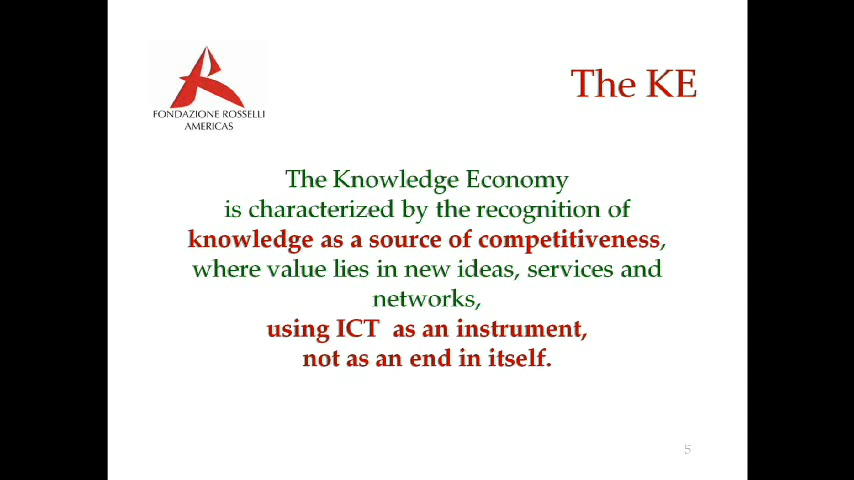 FONDAZIONE ROSSELLI
AMERICAS
The KE
The Knowledge Economy
is characterized by the recognition of
knowledge as a source of competitiveness,
where value lies in new ideas, services and
networks,
using ICT as an instrument,
not as an end in itself.
5